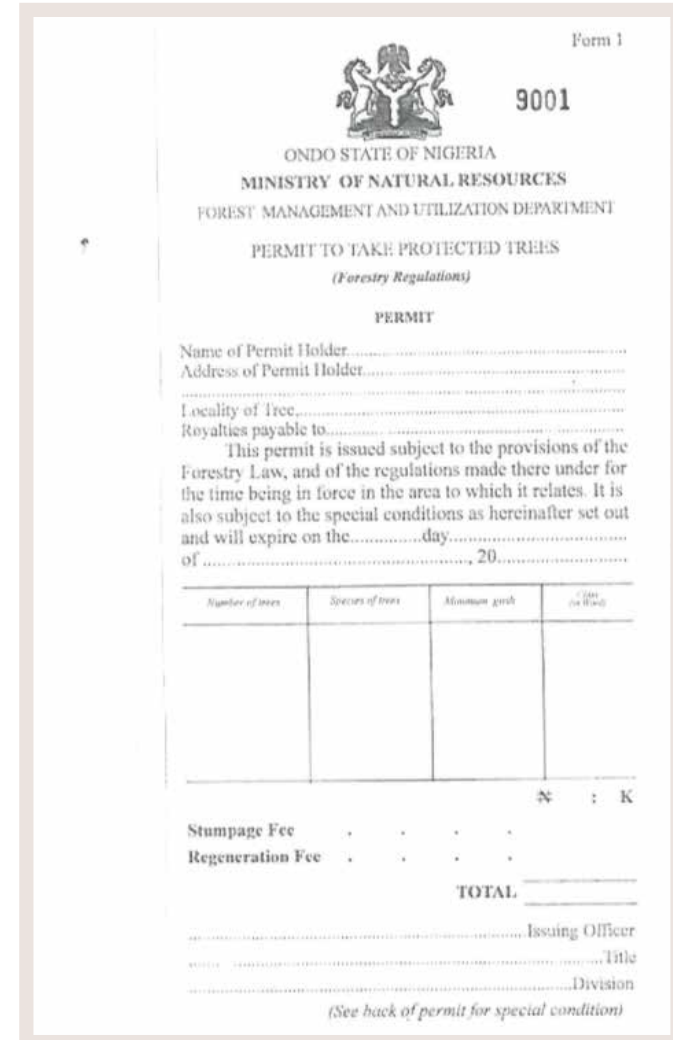 Form 1
9001
ONDO STATE OF NIGERIA
MINISTRY OF NATURAL RESOURCES
FOREST MANAGEMENT AND UTILIZATION DEPARTMENT
PERMIT TO TAKE PROTECTED TREES
(Forestry Regulations)
PERMIT
Name of Permit Holder
Address of Permit Holder
Locality of Tree
Royalties payable to
This permit is issued subject to the provisions of the
Forestry Law, and of the regulations made there under for
the time being in force in the area to which it relates. It is
also subject to the special conditions as hereinafter set out
and will expire on the..............day
of ..............................................., 20
Number of trees Species of trees Minimum girth (in Word)
₦ : K
Stumpage Fee . . . .
Regeneration Fee . . . .
TOTAL
Issuing Officer
Title
Division
(See back of permit for special condition)